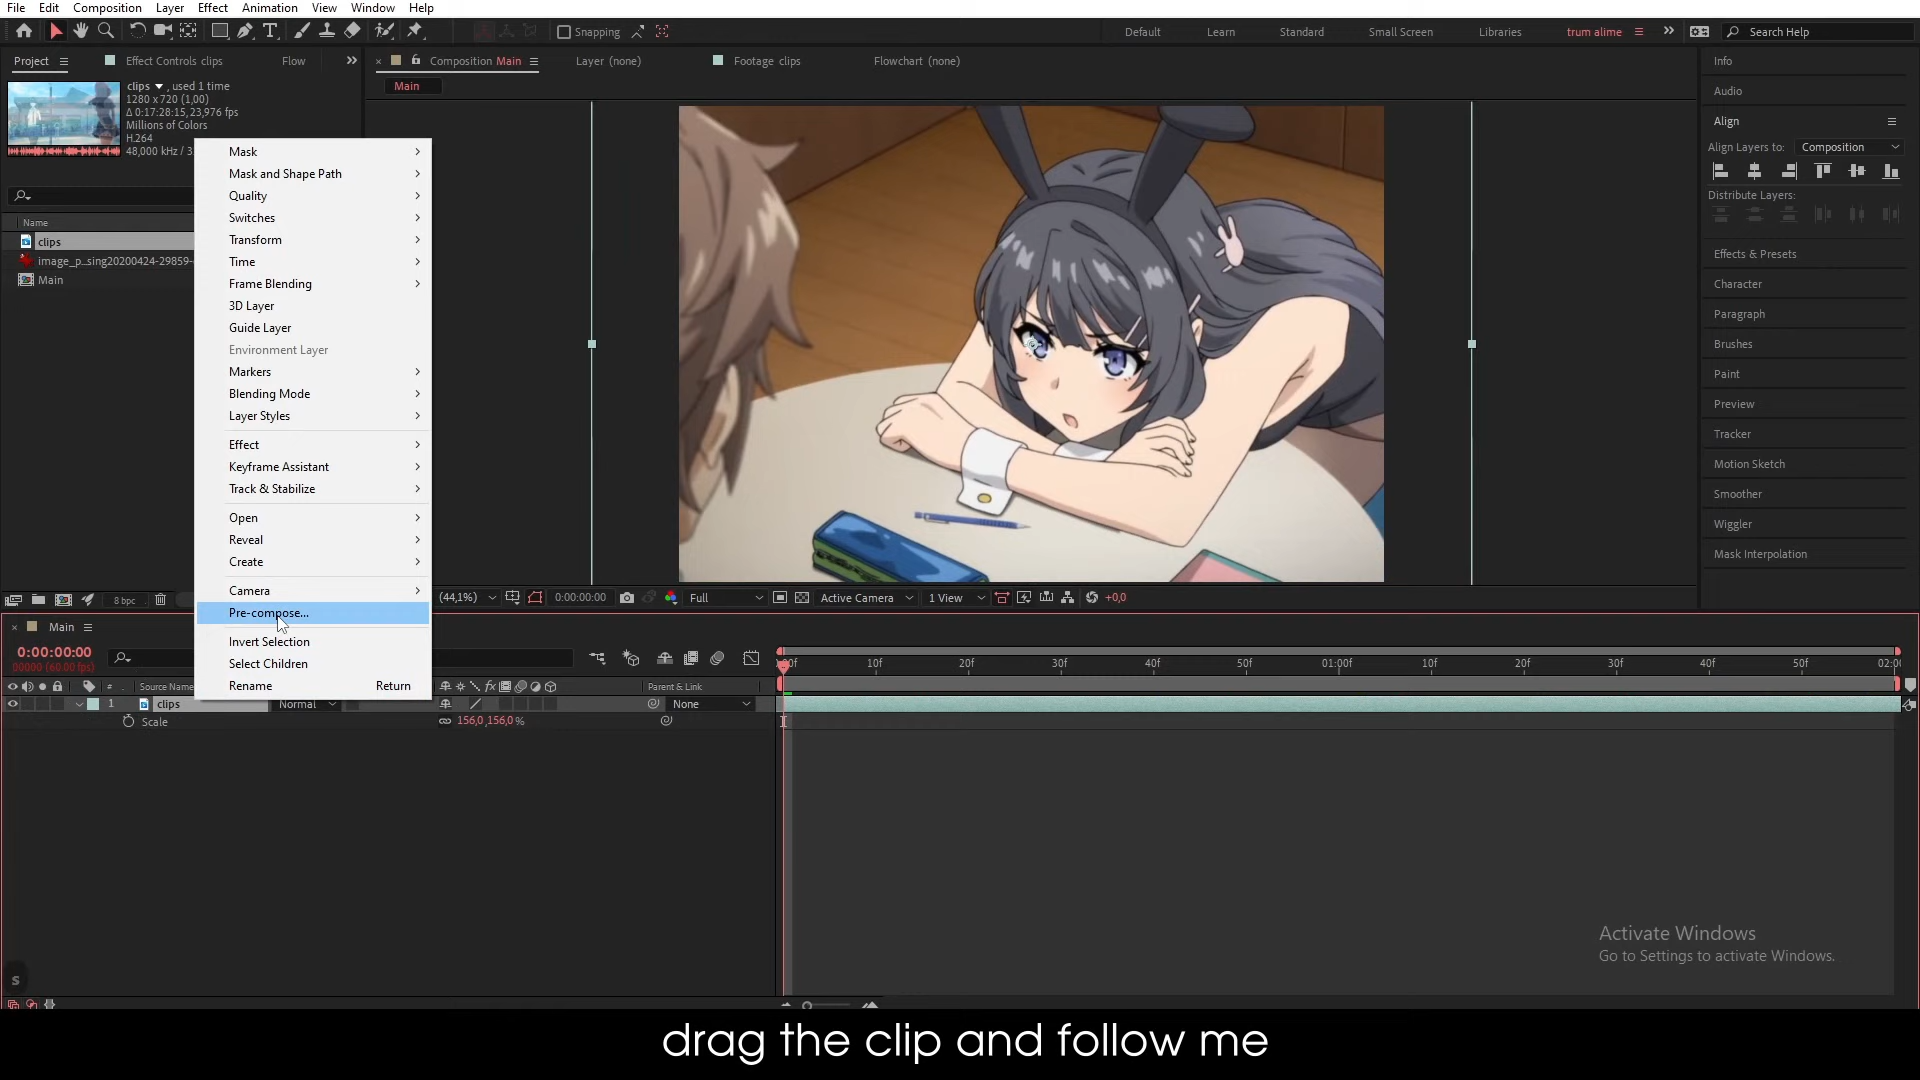 File Edit Composition Layer Effect Animation View Window Help
Snapping
Default Learn Standard Small Screen Libraries trum alime Search Help
Project Effect Controls clips Flow
Composition Main Layer (none) Footage clips Flowchart (none)
Main
clips , used 1 time
1280 x 720 (1,00)
Δ 0:17:28:15, 23,976 fps
Millions of Colors
H.264
48,000 kHz / 3
Name
clips
image_p..sing20200424-29859-
Main
Mask
Mask and Shape Path
Quality
Switches
Transform
Time
Frame Blending
3D Layer
Guide Layer
Environment Layer
Markers
Blending Mode
Layer Styles
Effect
Keyframe Assistant
Track & Stabilize
Open
Reveal
Create
Camera
Pre-compose...
Invert Selection
Select Children
Rename Return
Info
Audio
Align
Align Layers to: Composition
Distribute Layers:
Effects & Presets
Character
Paragraph
Brushes
Paint
Preview
Tracker
Motion Sketch
Smoother
Wiggler
Mask Interpolation
8 bpc
(44,1%) 0:00:00:00 Full Active Camera 1 View +0,0
Main
0:00:00:00
00000 (60.00 fps)
10f 20f 30f 40f 50f 01:00f 10f 20f 30f 40f 50f
# Source Name Parent & Link
1 clips Normal None
Scale 156,0,156,0 %
Activate Windows
Go to Settings to activate Windows.
s
drag the clip and follow me